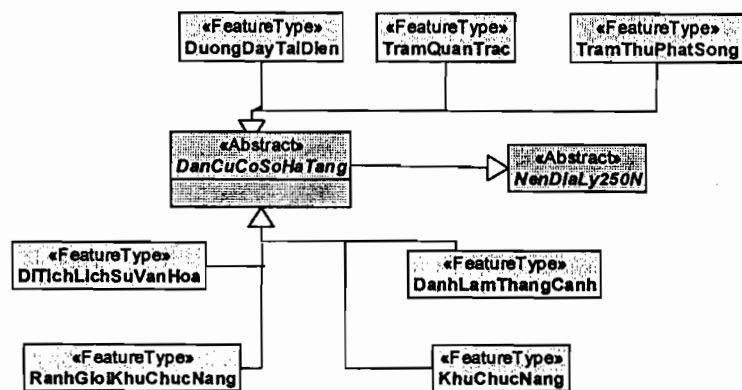 «FeatureType»
DuongDayTaiDien
«FeatureType»
TramQuanTrac
«FeatureType»
TramThuPhatSong
«Abstract»
DanCuCoSoHaTang
«Abstract»
NenDiaLy250N
«FeatureType»
DiTichLichSuVanHoa
«FeatureType»
DanhLamThangCanh
«FeatureType»
RanhGioiKhuChucNang
«FeatureType»
KhuChucNang